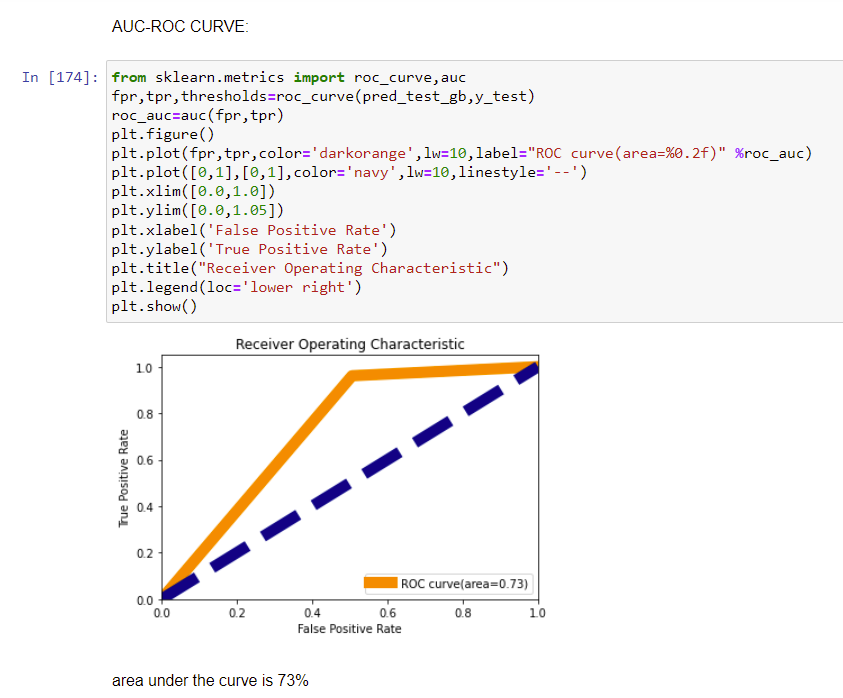 AUC-ROC CURVE:
In [174]: from sklearn.metrics import roc_curve,auc
fpr,tpr,thresholds=roc_curve(pred_test_gb,y_test)
roc_auc=auc(fpr,tpr)
plt.figure()
plt.plot(fpr,tpr,color='darkorange',lw=10,label="ROC curve(area=%0.2f)" %roc_auc)
plt.plot([0,1],[0,1],color='navy',lw=10,linestyle='--')
plt.xlim([0.0,1.0])
plt.ylim([0.0,1.05])
plt.xlabel('False Positive Rate')
plt.ylabel('True Positive Rate')
plt.title("Receiver Operating Characteristic")
plt.legend(loc='lower right')
plt.show()
Receiver Operating Characteristic
True Positive Rate
1.0
0.8
0.6
0.4
0.2
0.0
ROC curve(area=0.73)
0.0 0.2 0.4 0.6 0.8 1.0
False Positive Rate
area under the curve is 73%